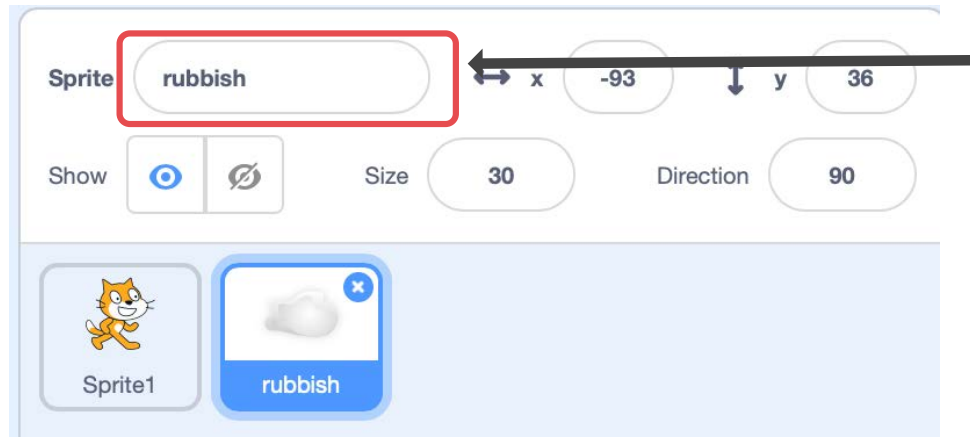 Sprite rubbish x -93 y 36
Show Size 30 Direction 90
Sprite1 rubbish